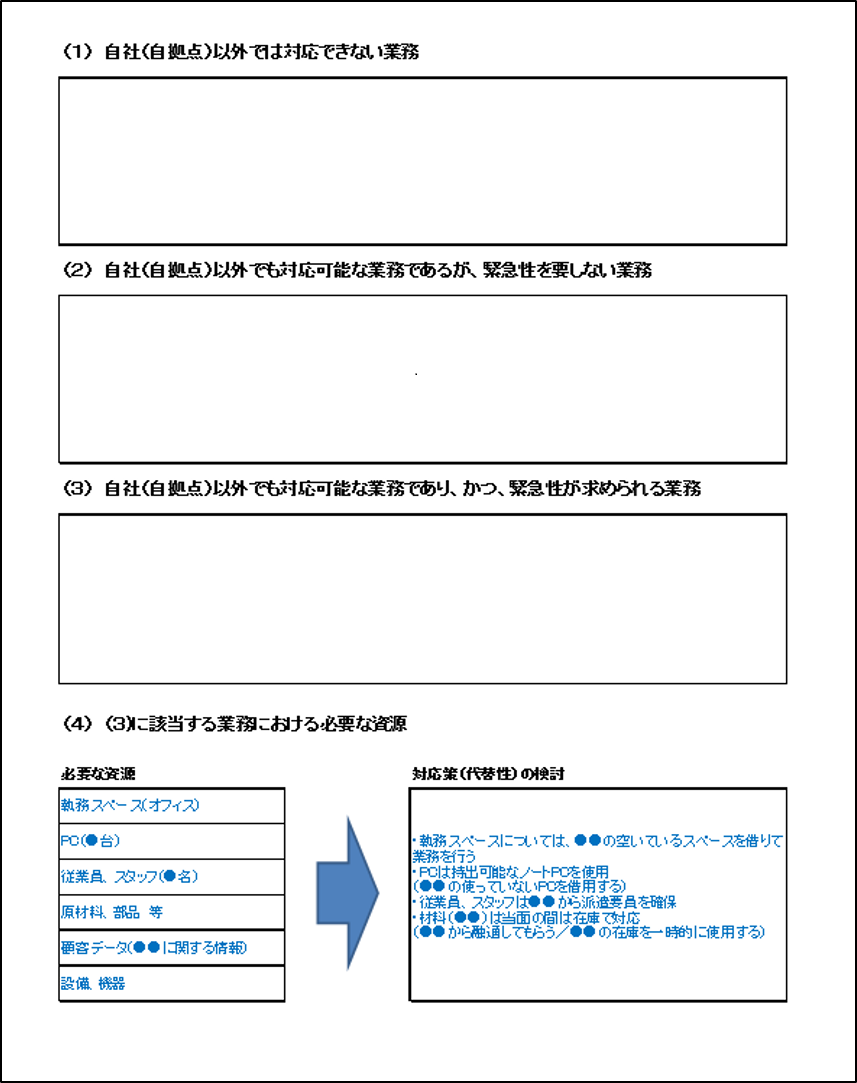 （1） 自社（自拠点）以外では対応できない業務
（2） 自社（自拠点）以外でも対応可能な業務であるが、緊急性を要しない業務
（3） 自社（自拠点）以外でも対応可能な業務であり、かつ、緊急性が求められる業務
（4） （3）に該当する業務における必要な資源
必要な資源
執務スペース（オフィス）
PC（●台）
従業員、スタッフ（●名）
原材料、部品 等
顧客データ（●●に関する情報）
設備、機器
対応策（代替性）の検討
・執務スペースについては、●●の空いているスペースを借りて
業務を行う
・PCは持出可能なノートPCを使用
（●●の使っていないPCを借用する）
・従業員、スタッフは●●から派遣要員を確保
・材料（●●）は当面の間は在庫で対応
（●●から融通してもらう／●●の在庫を一時的に使用する）